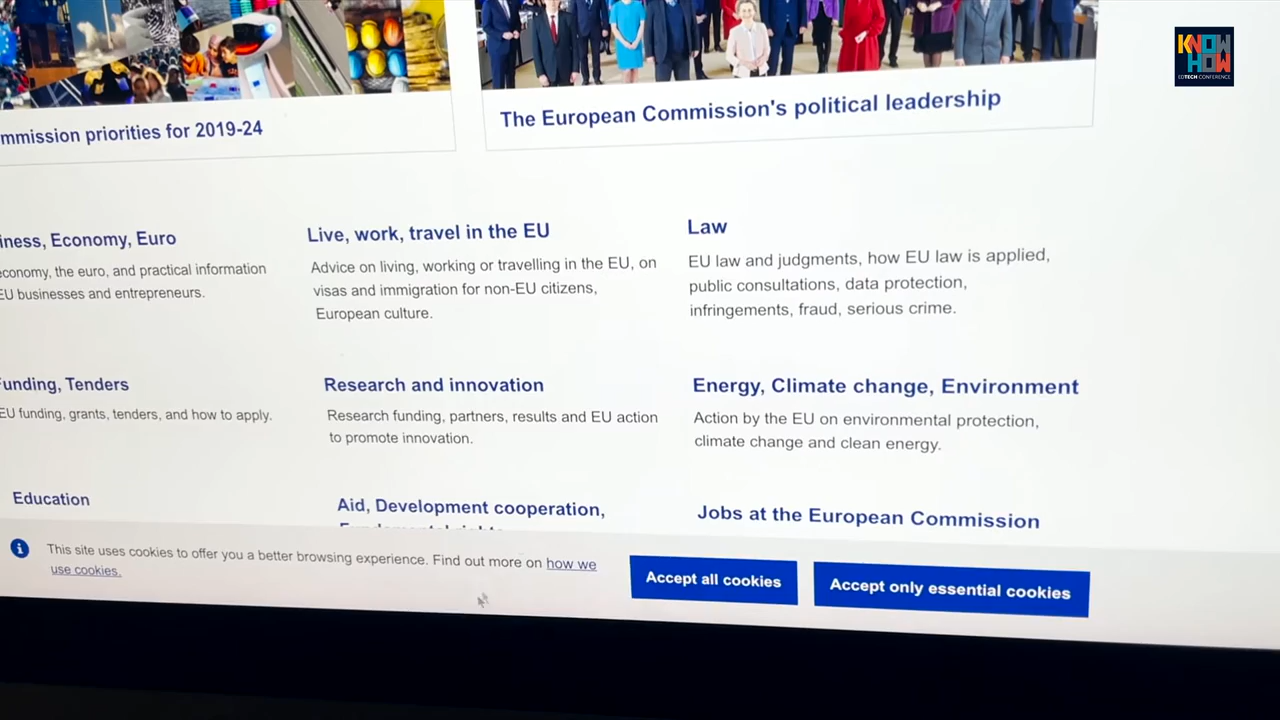 KNOW
HOW
EDTECH CONFERENCE
mmission priorities for 2019-24
The European Commission's political leadership
iness, Economy, Euro
economy, the euro, and practical information
EU businesses and entrepreneurs.
Live, work, travel in the EU
Advice on living, working or travelling in the EU, on
visas and immigration for non-EU citizens,
European culture.
Law
EU law and judgments, how EU law is applied,
public consultations, data protection,
infringements, fraud, serious crime.
Funding, Tenders
EU funding, grants, tenders, and how to apply.
Research and innovation
Research funding, partners, results and EU action
to promote innovation.
Energy, Climate change, Environment
Action by the EU on environmental protection,
climate change and clean energy.
Education
Aid, Development cooperation,
Fundamental rights
Jobs at the European Commission
This site uses cookies to offer you a better browsing experience. Find out more on how we
use cookies.
Accept all cookies
Accept only essential cookies